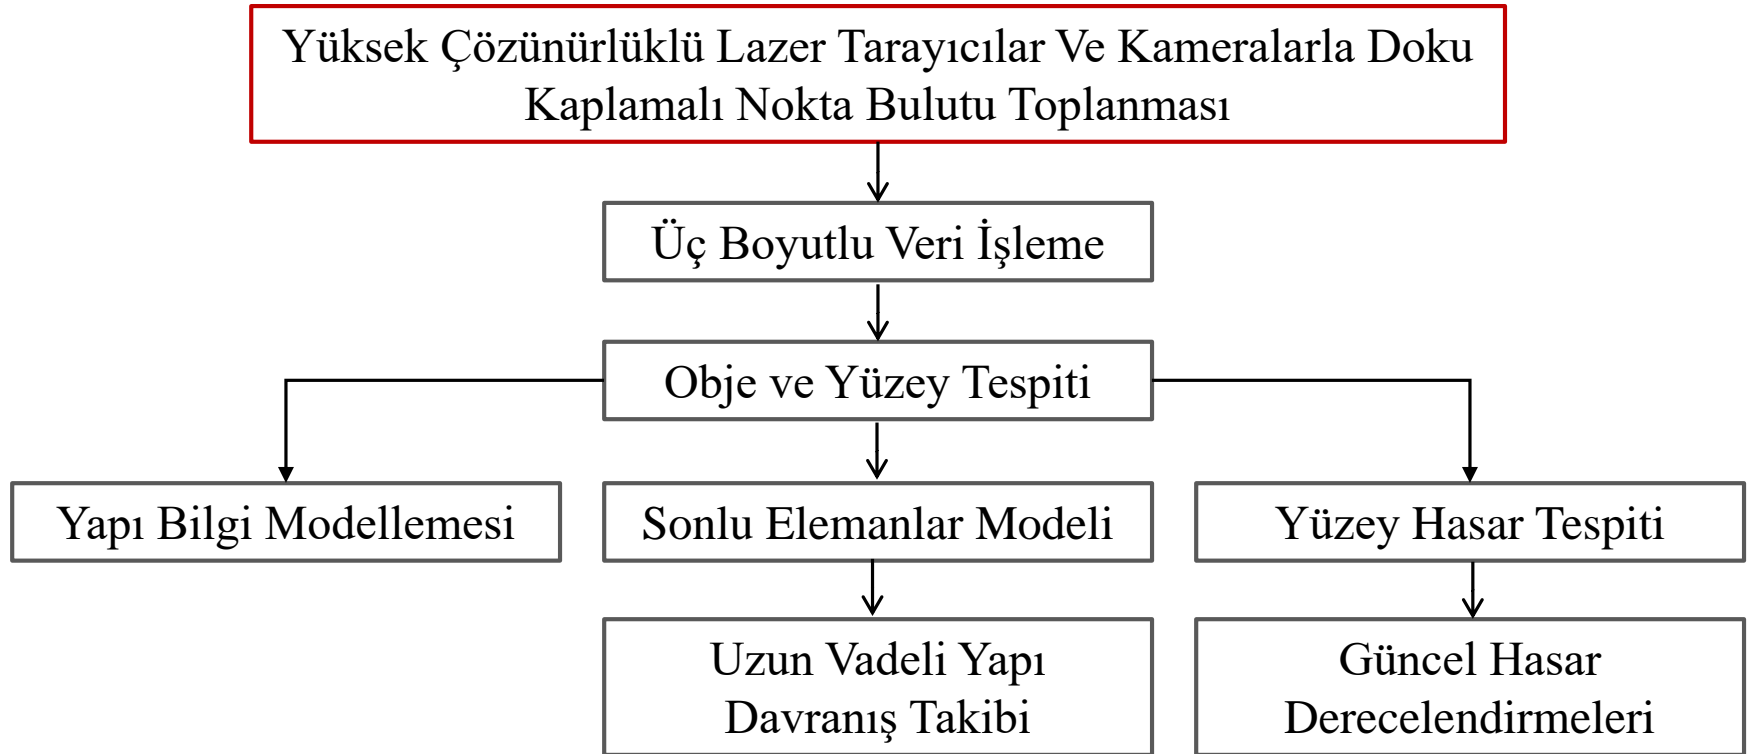 Yüksek Çözünürlüklü Lazer Tarayıcılar Ve Kameralarla Doku
Kaplamalı Nokta Bulutu Toplanması
Üç Boyutlu Veri İşleme
Obje ve Yüzey Tespiti
Yapı Bilgi Modellemesi
Sonlu Elemanlar Modeli
Yüzey Hasar Tespiti
Uzun Vadeli Yapı
Davranış Takibi
Güncel Hasar
Derecelendirmeleri